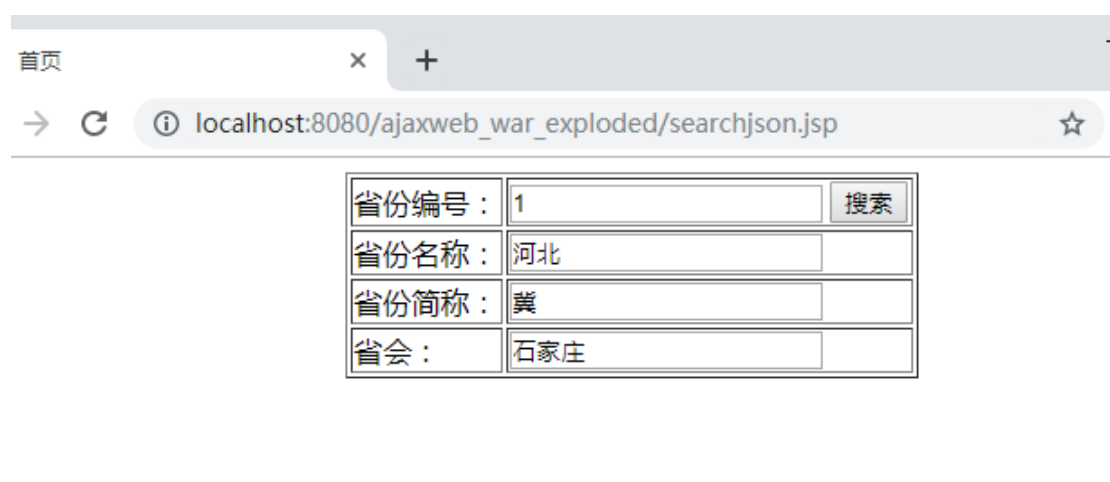 首页 × +
localhost:8080/ajaxweb_war_exploded/searchjson.jsp
省份编号： 1 搜索
省份名称： 河北
省份简称： 冀
省会： 石家庄